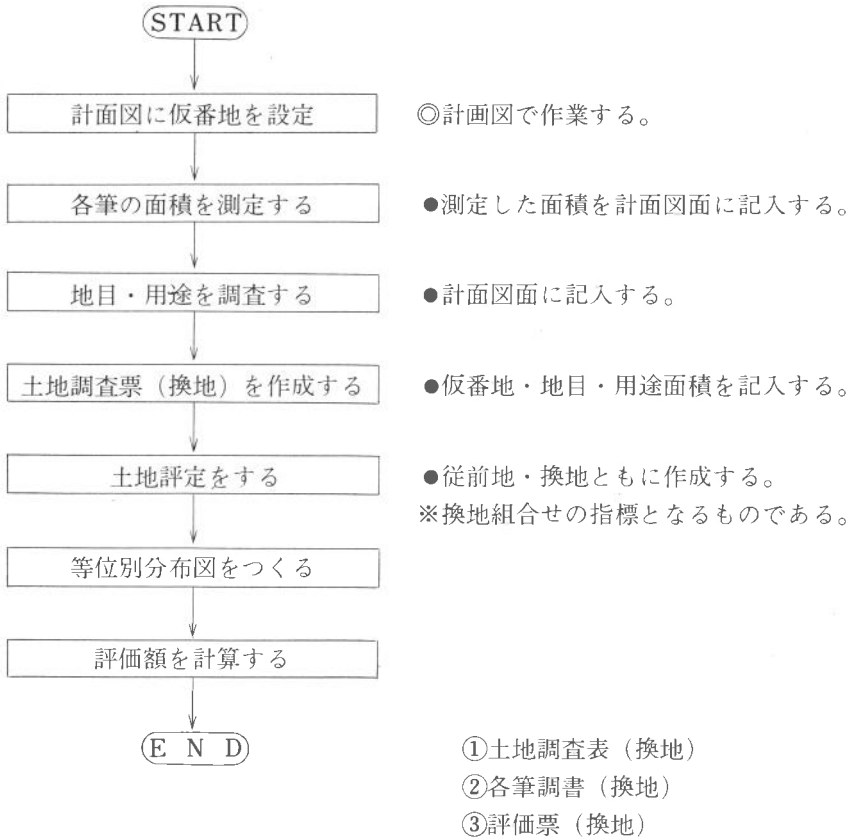 START
計面図に仮番地を設定
◎計画図で作業する。
各筆の面積を測定する
●測定した面積を計面図面に記入する。
地目・用途を調査する
●計面図面に記入する。
土地調査票（換地）を作成する
●仮番地・地目・用途面積を記入する。
土地評定をする
●従前地・換地ともに作成する。
※換地組合せの指標となるものである。
等位別分布図をつくる
評価額を計算する
E N D
①土地調査表（換地）
②各筆調書（換地）
③評価票（換地）